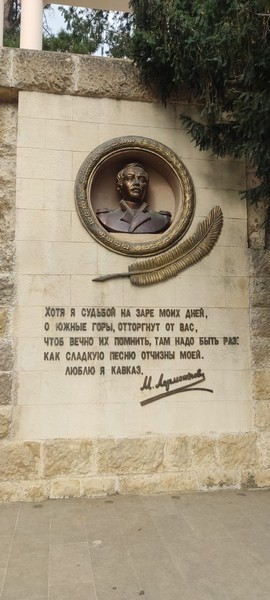 Хотя я судьбой на заре моих дней,
о южные горы, отторгнут от вас,
чтоб вечно их помнить, там надо быть раз:
как сладкую песню отчизны моей.
люблю я Кавказ.
М. Лермонтов